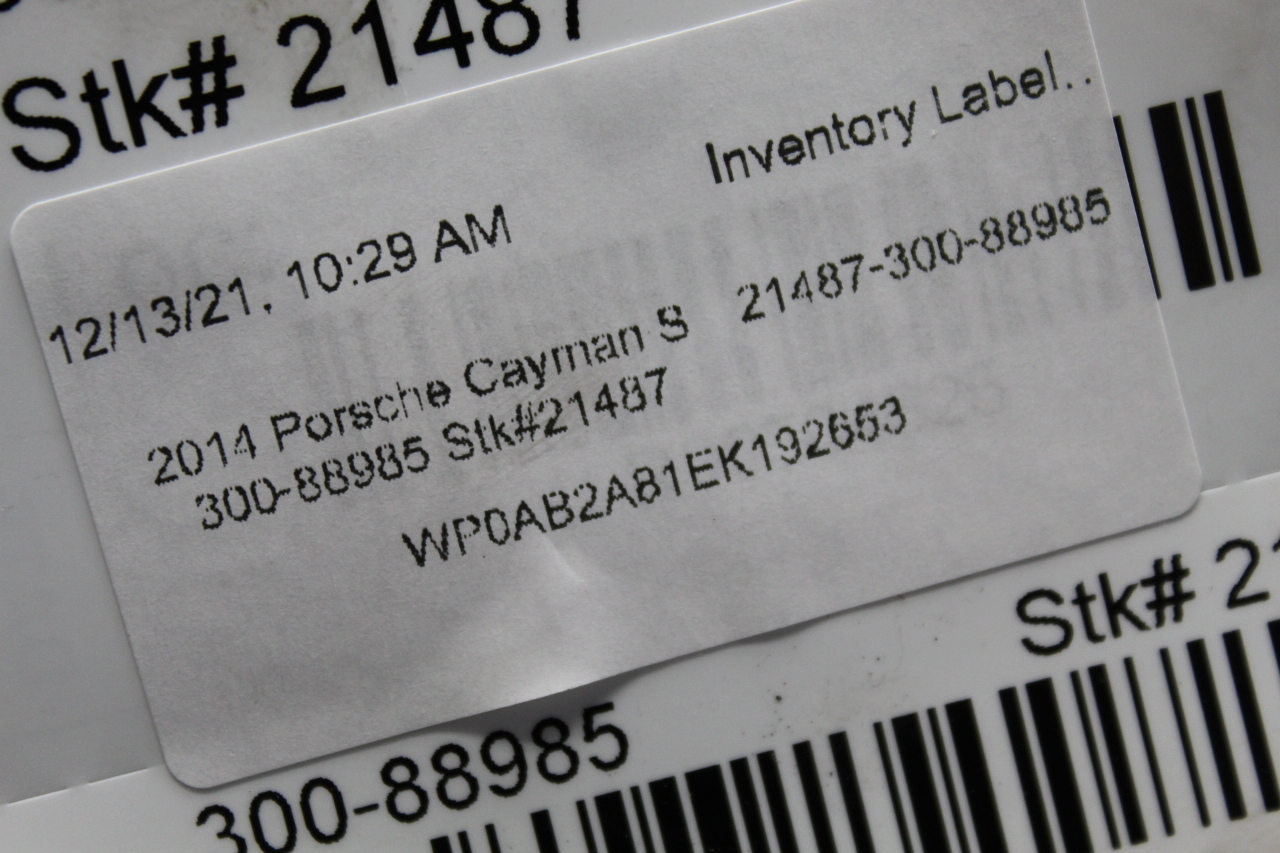 Stk# 21487
Inventory Label..
12/13/21, 10:29 AM
21487-300-88985
2014 Porsche Cayman S
300-88985 Stk#21487
WP0AB2A81EK192653
Stk# 21
300-88985